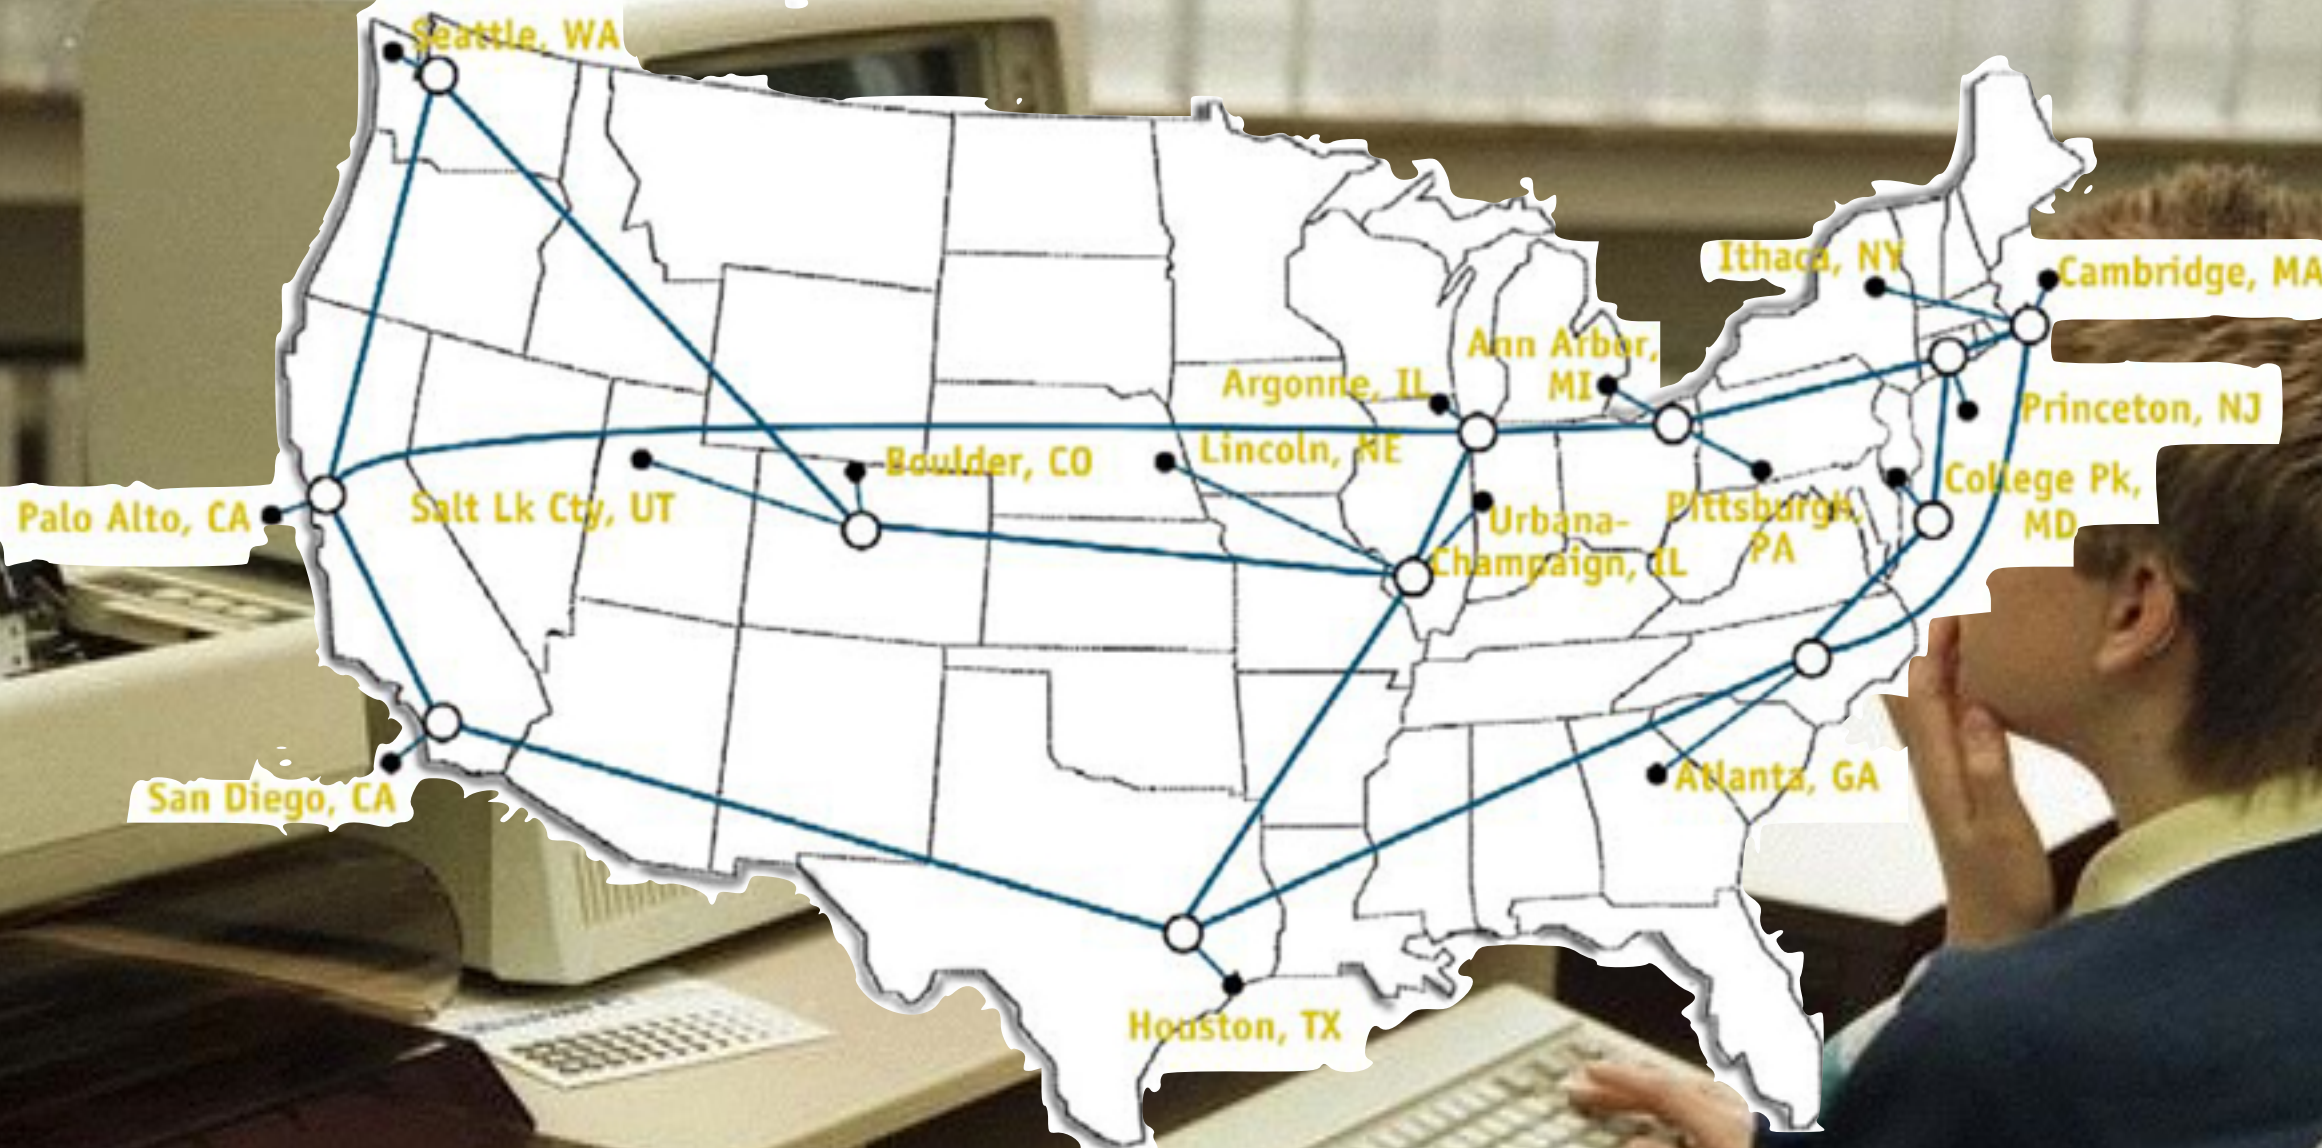 Seattle, WA
Ithaca, NY
Cambridge, MA
Ann Arbor,
MI
Argonne, IL
Princeton, NJ
Lincoln, NE
Boulder, CO
College Pk,
MD
Salt Lk Cty, UT
Palo Alto, CA
Pittsburgh,
PA
Urbana-
Champaign, IL
Atlanta, GA
San Diego, CA
Houston, TX